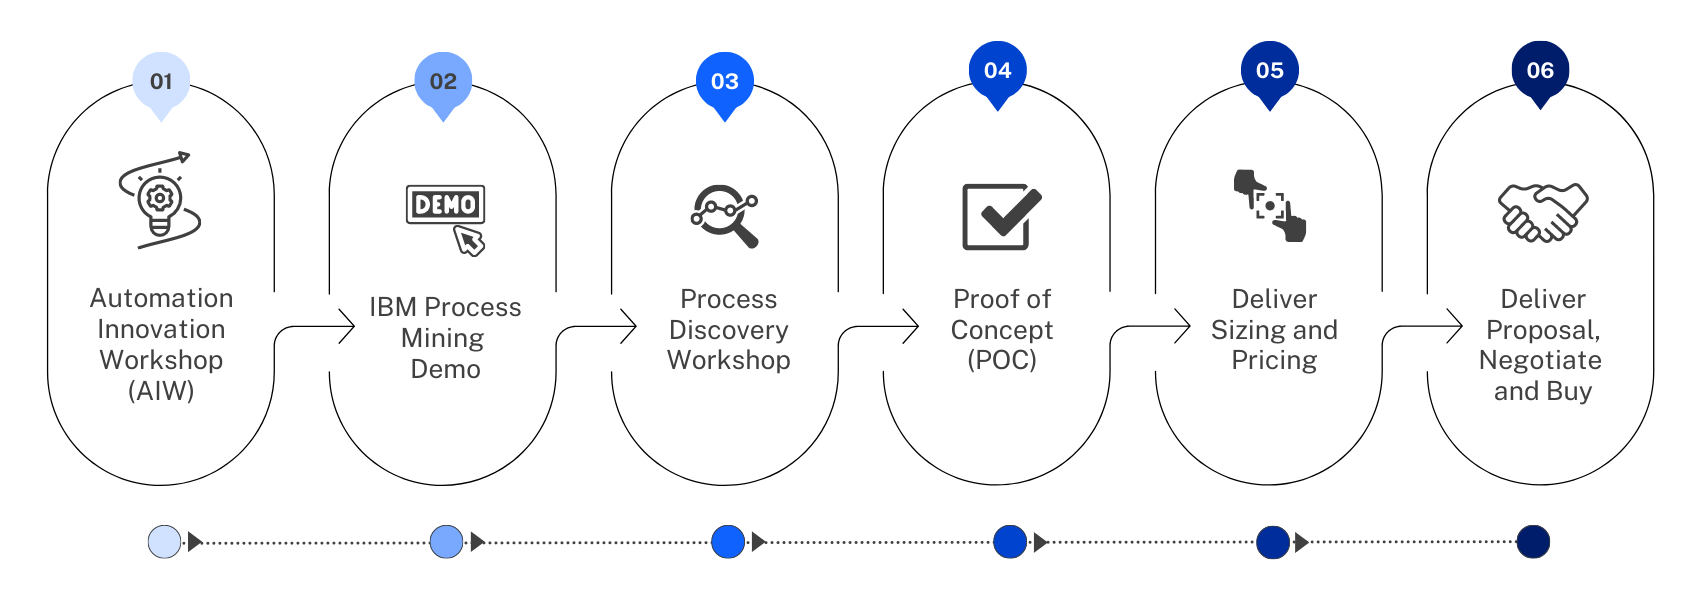 01
Automation
Innovation
Workshop
(AIW)
02
DEMO
IBM Process
Mining
Demo
03
Process
Discovery
Workshop
04
Proof of
Concept
(POC)
05
Deliver
Sizing and
Pricing
06
Deliver
Proposal,
Negotiate
and Buy